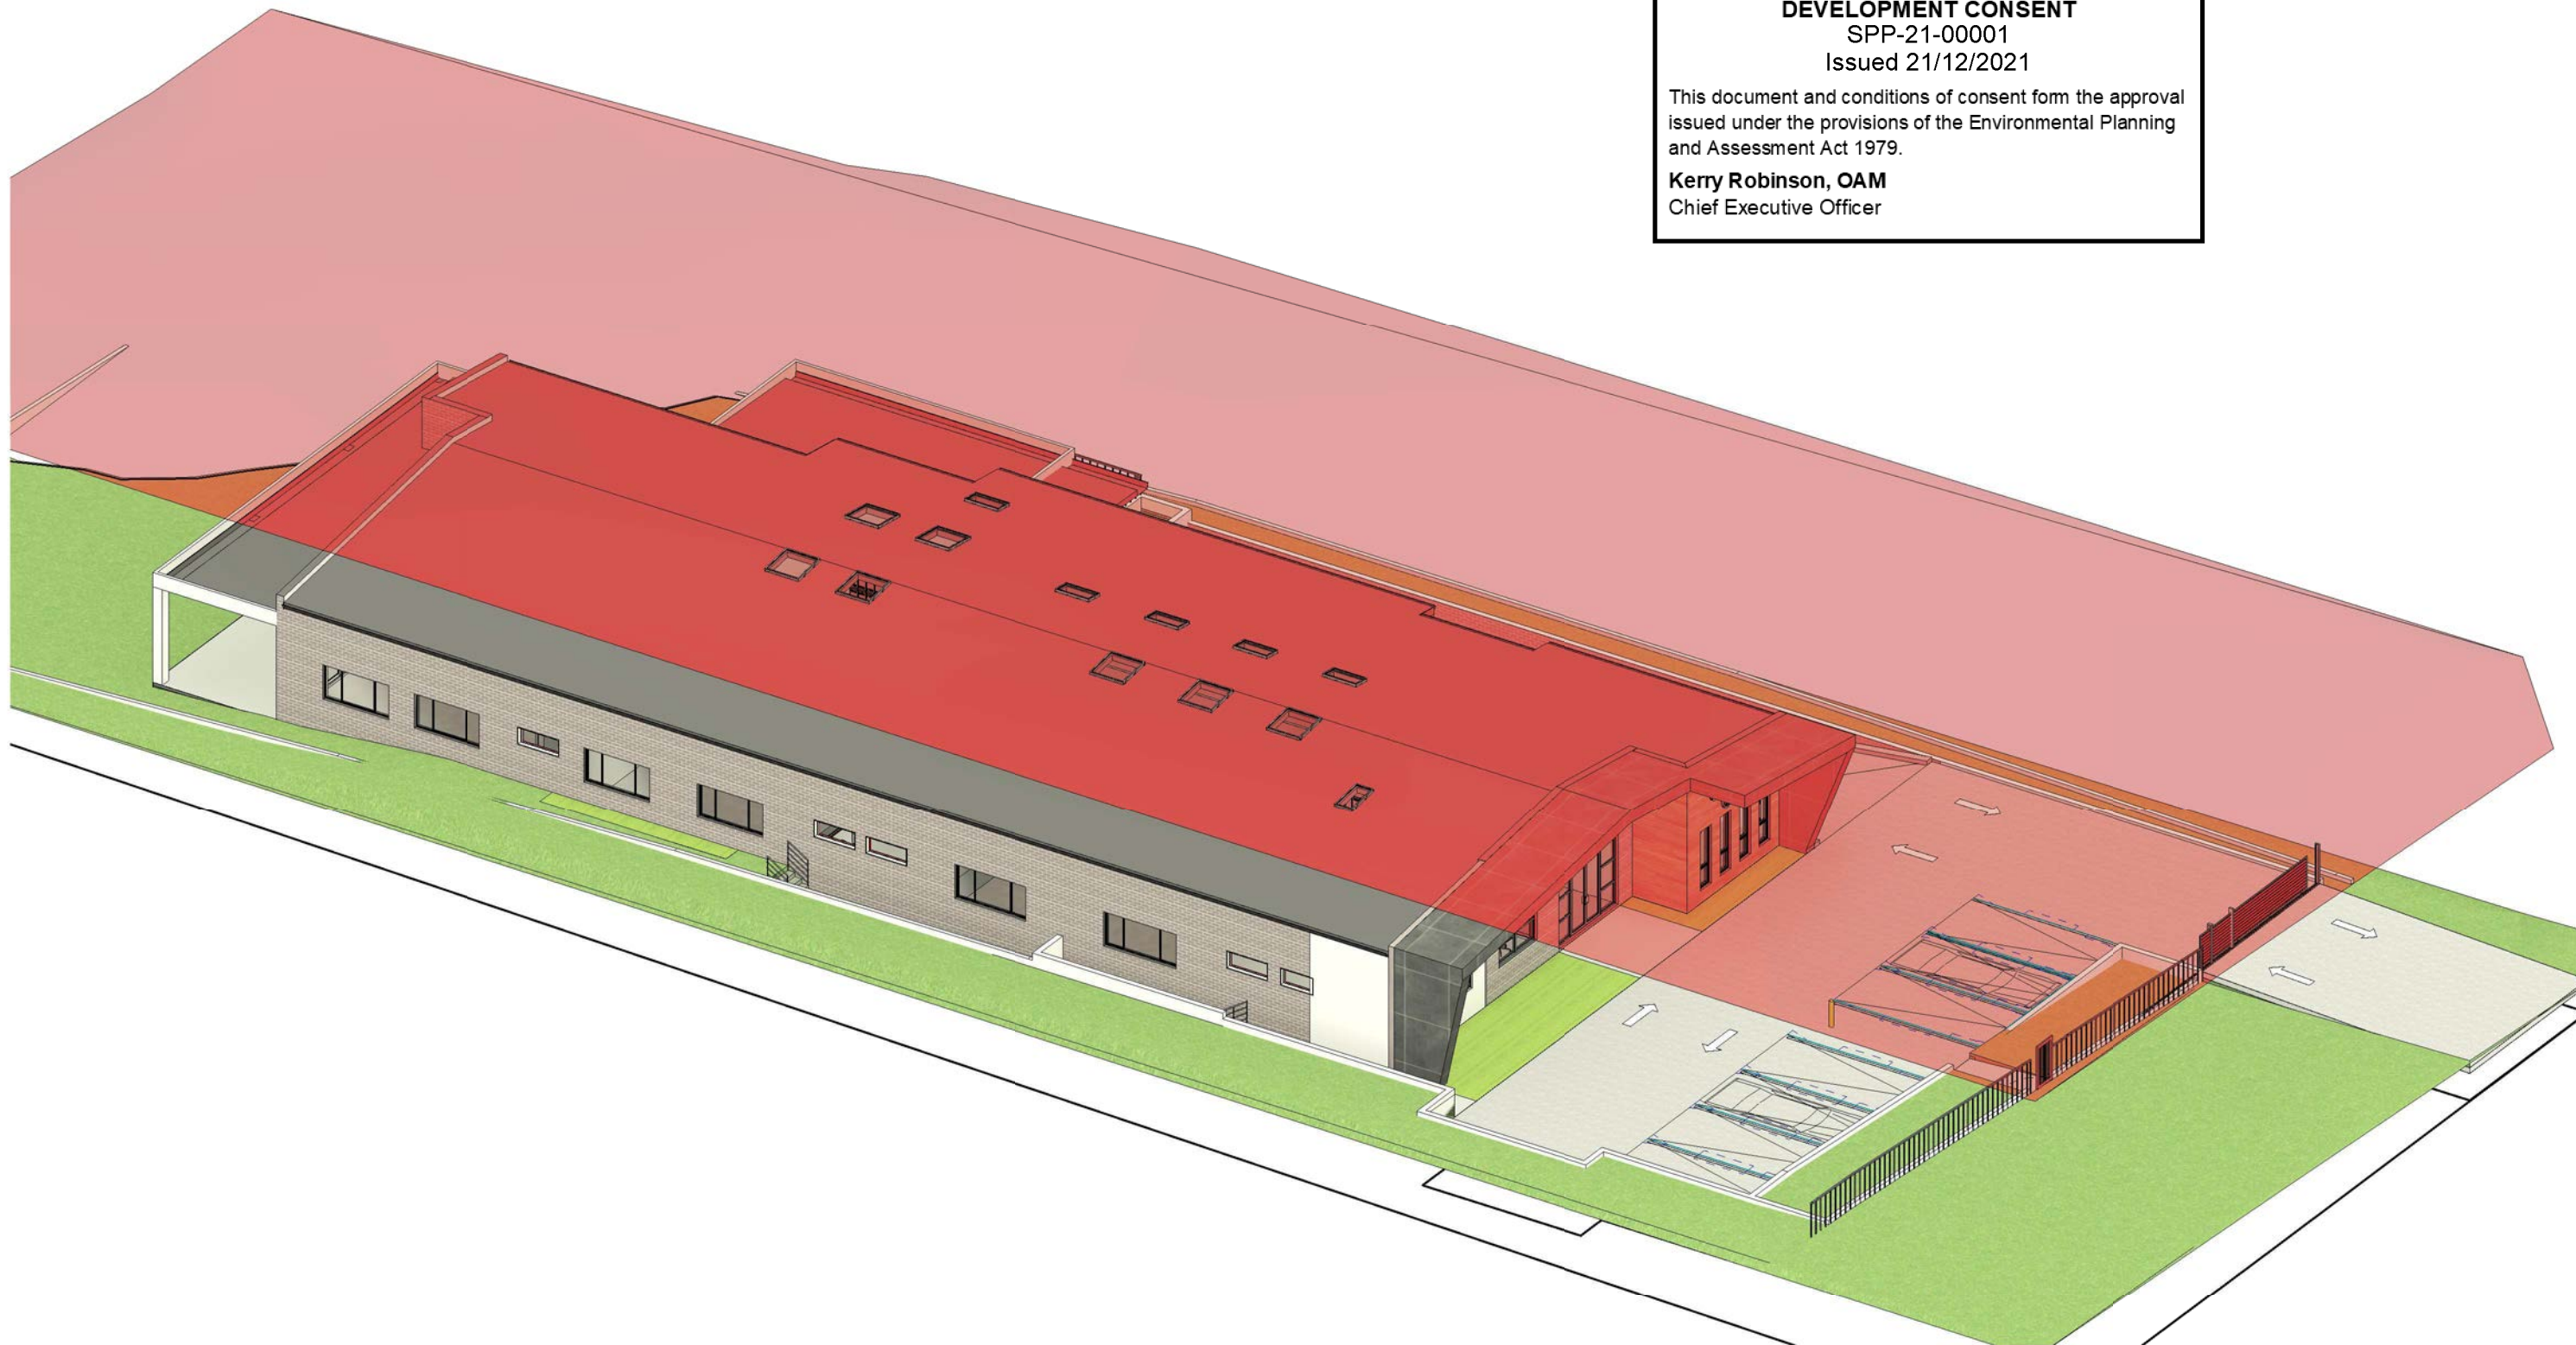 DEVELOPMENT CONSENT
SPP-21-00001
Issued 21/12/2021
This document and conditions of consent form the approval
issued under the provisions of the Environmental Planning
and Assessment Act 1979.
Kerry Robinson, OAM
Chief Executive Officer